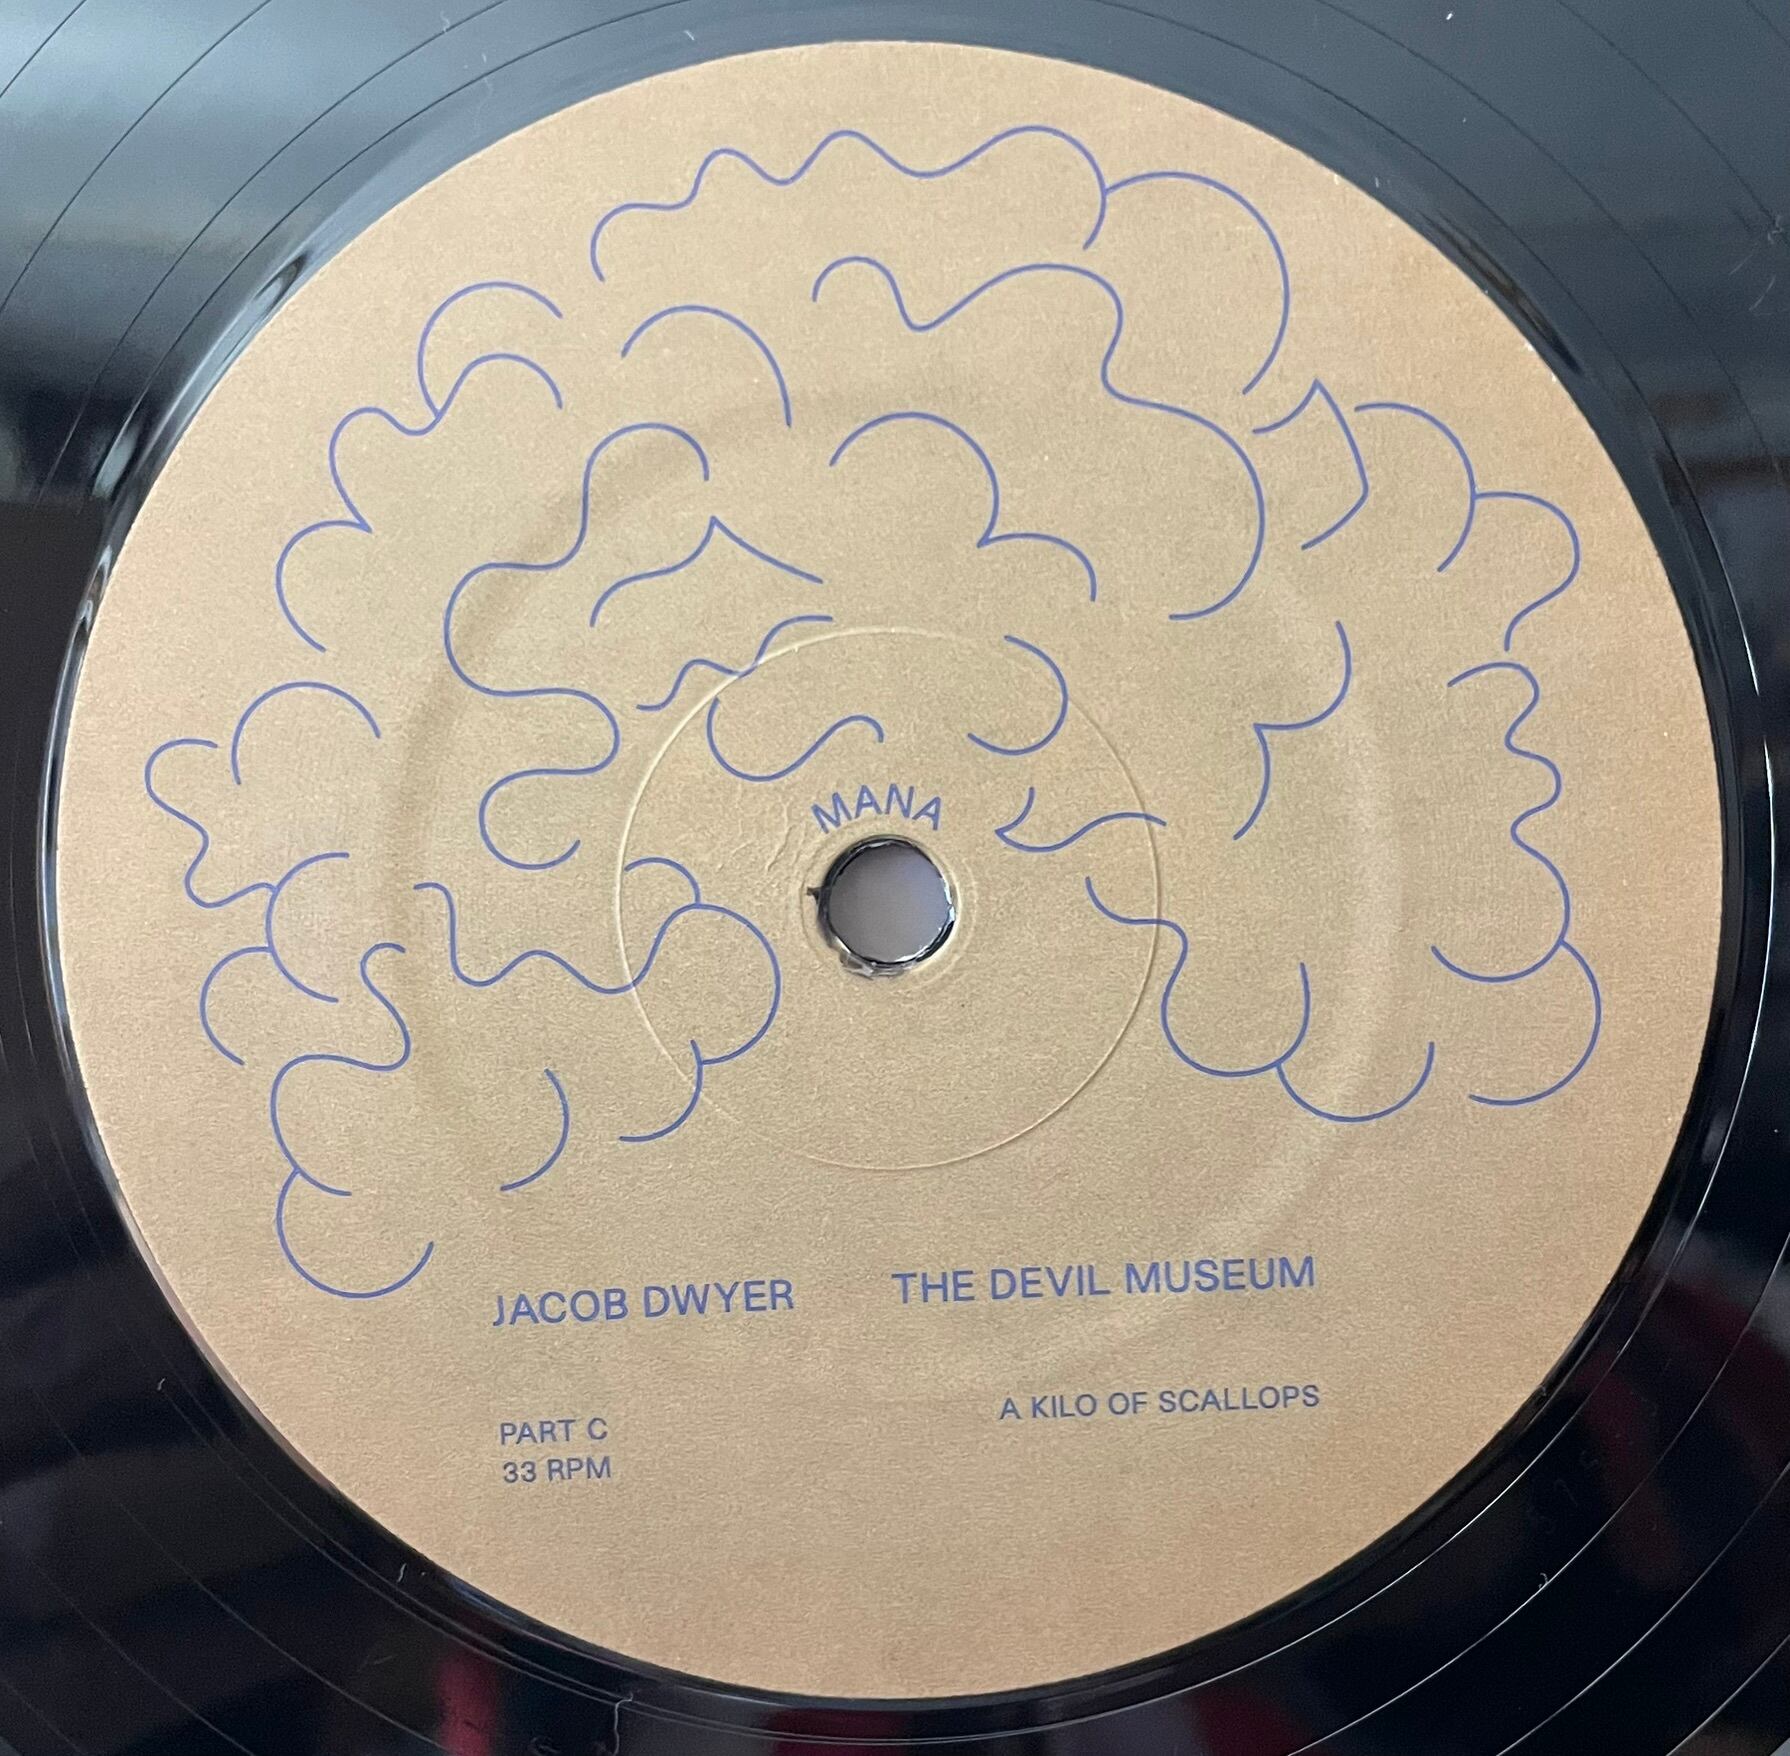 MANA
JACOB DWYER THE DEVIL MUSEUM
A KILO OF SCALLOPS
PART C
33 RPM